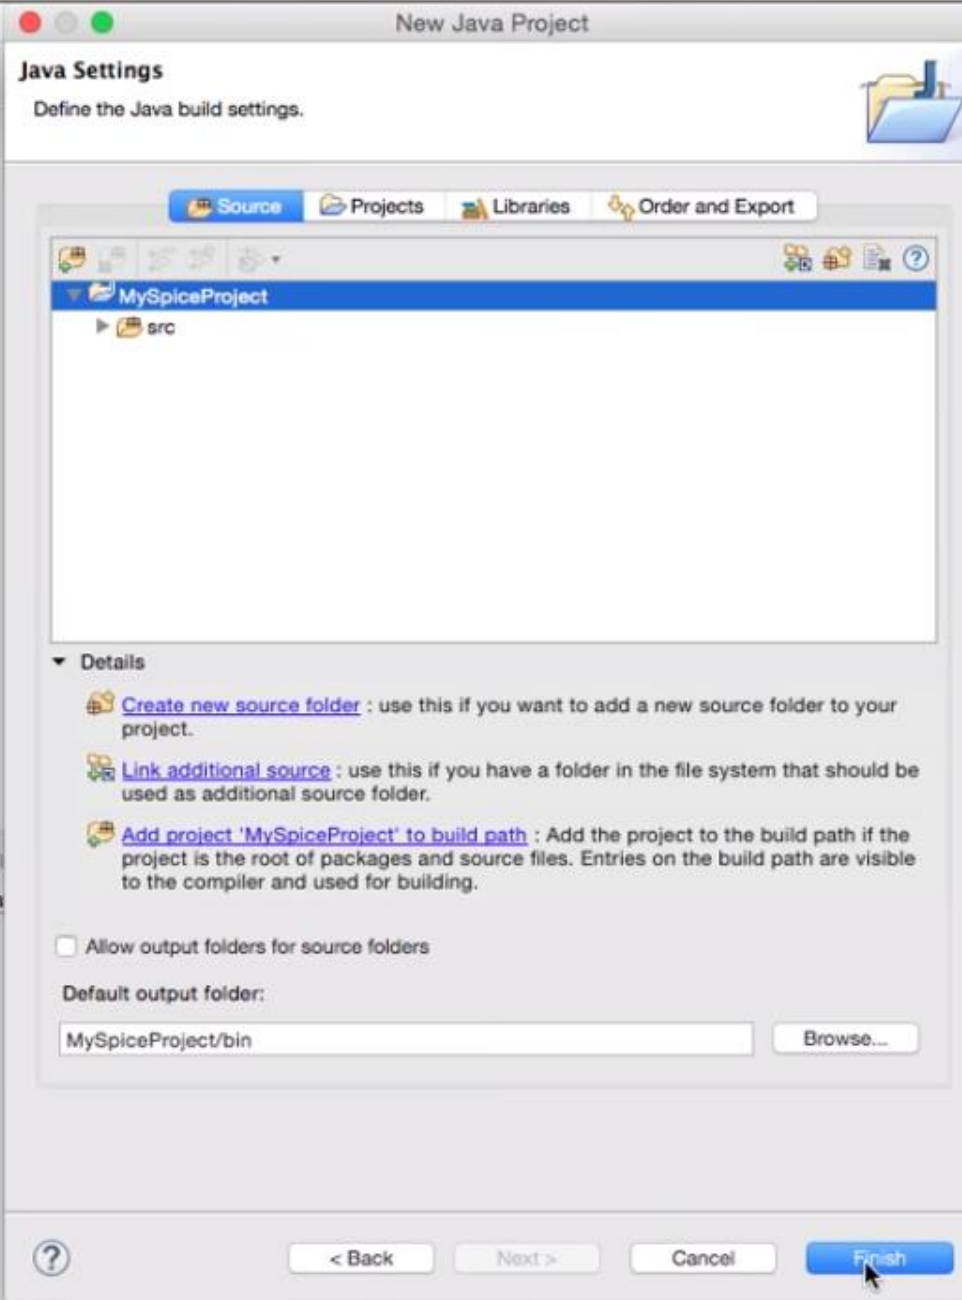 New Java Project
Java Settings
Define the Java build settings.
Source
Projects
Libraries
Order and Export
MySpiceProject
src
Details
Create new source folder : use this if you want to add a new source folder to your
project.
Link additional source : use this if you have a folder in the file system that should be
used as additional source folder.
Add project 'MySpiceProject' to build path : Add the project to the build path if the
project is the root of packages and source files. Entries on the build path are visible
to the compiler and used for building.
Allow output folders for source folders
Default output folder:
MySpiceProject/bin
Browse...
< Back
Next >
Cancel
Finish